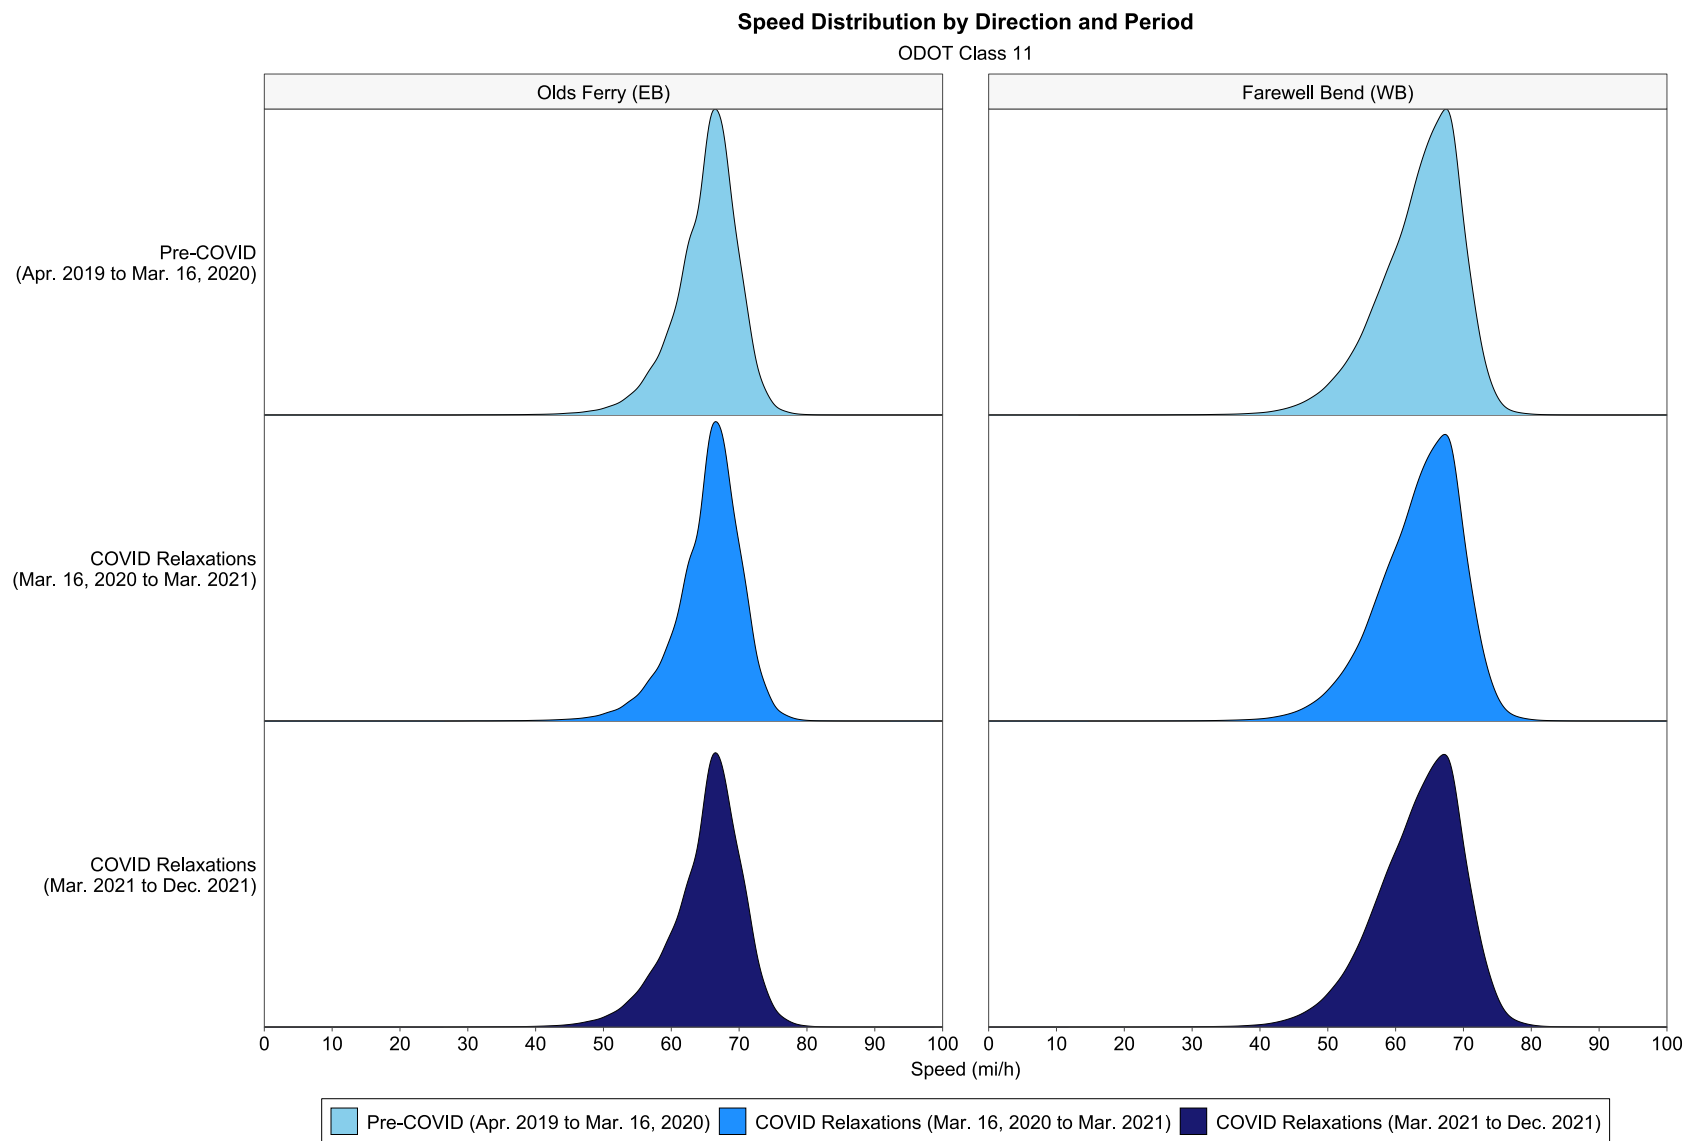 Speed Distribution by Direction and Period
ODOT Class 11
Olds Ferry (EB)
Farewell Bend (WB)
Pre-COVID
(Apr. 2019 to Mar. 16, 2020)
COVID Relaxations
(Mar. 16, 2020 to Mar. 2021)
COVID Relaxations
(Mar. 2021 to Dec. 2021)
0 10 20 30 40 50 60 70 80 90 100
0 10 20 30 40 50 60 70 80 90 100
Speed (mi/h)
Pre-COVID (Apr. 2019 to Mar. 16, 2020)
COVID Relaxations (Mar. 16, 2020 to Mar. 2021)
COVID Relaxations (Mar. 2021 to Dec. 2021)